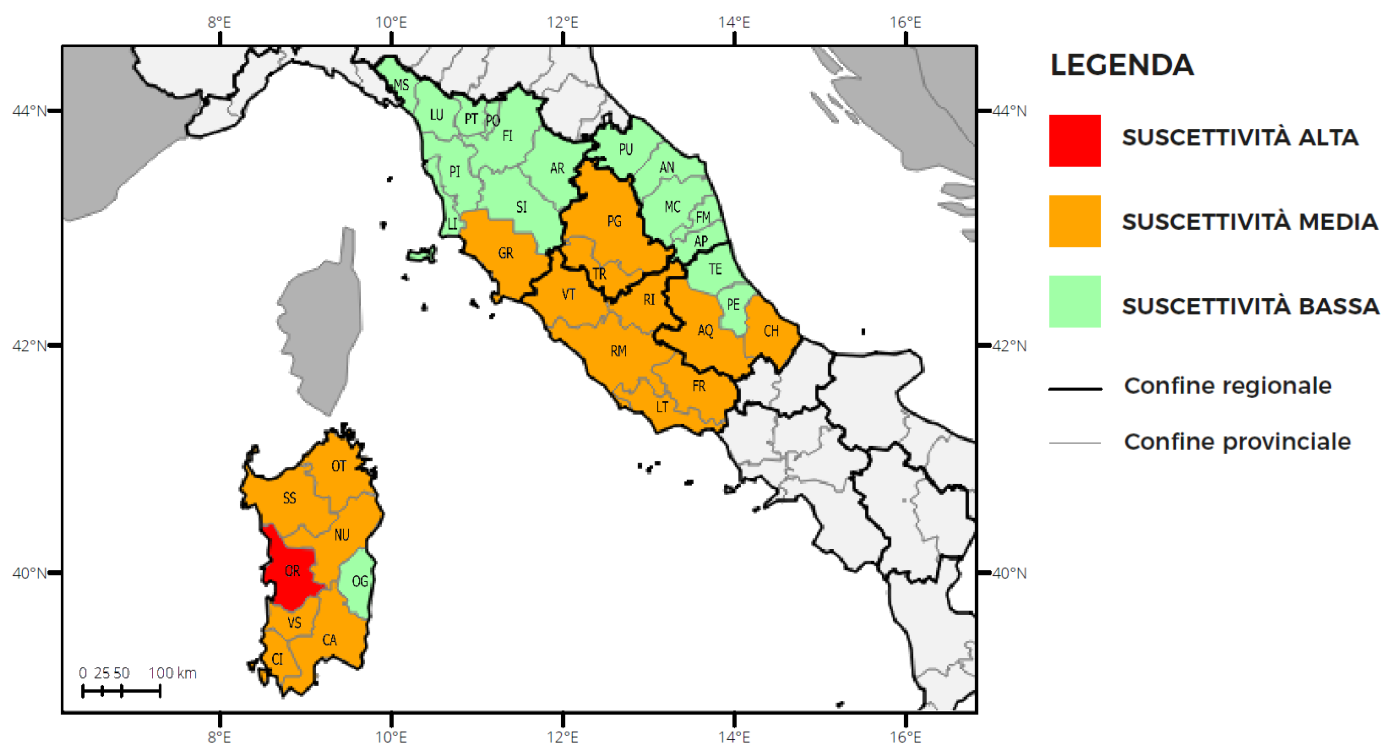 8°E 10°E 12°E 14°E 16°E
44°N 44°N
42°N 42°N
40°N 40°N
8°E 10°E 12°E 14°E 16°E
MS
LU PT PO
FI
PI AR
SI
LI
GR
PU
AN
MC FM
AP
PG
TR
TE
PE
VT RI
AQ CH
RM
FR
LT
OT
SS
NU
OR OG
VS
CA
CI
0 25 50 100 km
LEGENDA
SUSCETTIVITÀ ALTA
SUSCETTIVITÀ MEDIA
SUSCETTIVITÀ BASSA
Confine regionale
Confine provinciale